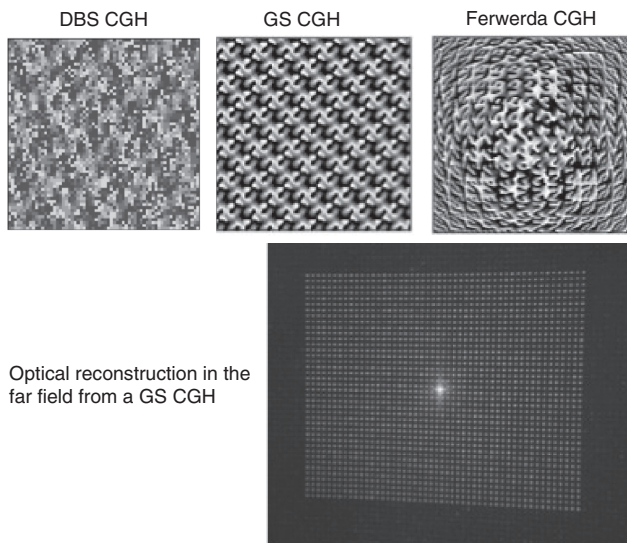 DBS CGH
GS CGH
Ferwerda CGH
Optical reconstruction in the
far field from a GS CGH